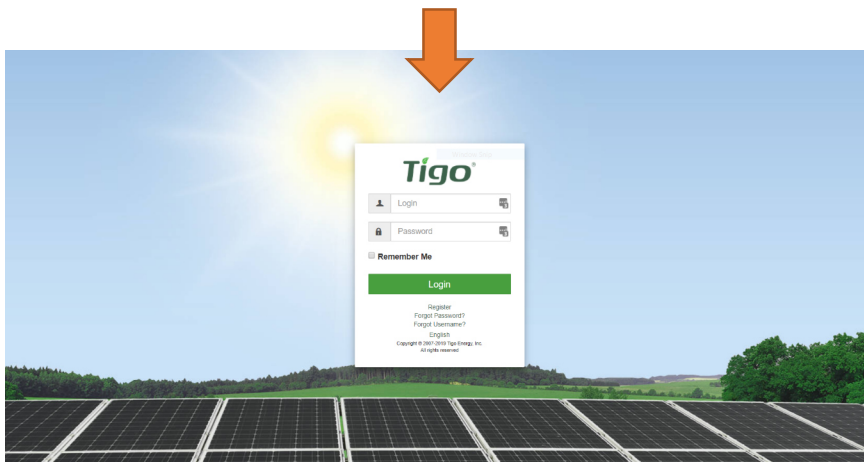 Tigo®
Login
Password
Remember Me
Login
Register
Forgot Password?
Forgot Username?
English
Copyright © 2007-2018 Tigo Energy, Inc.
All rights reserved